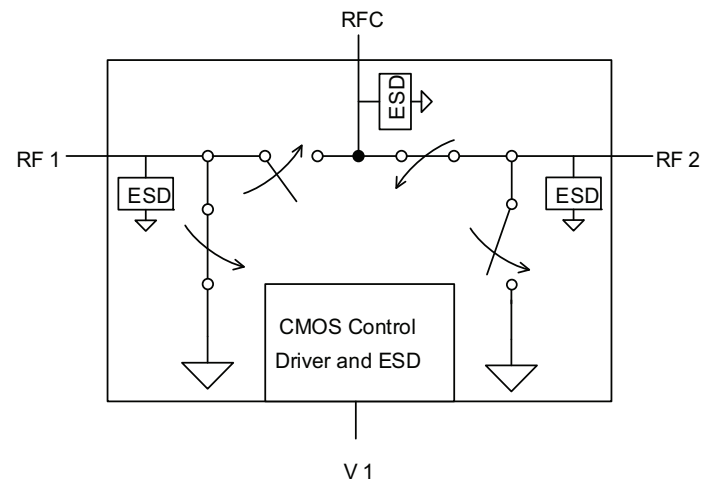 RFC
ESD
RF 1
RF 2
ESD
ESD
CMOS Control
Driver and ESD
V 1